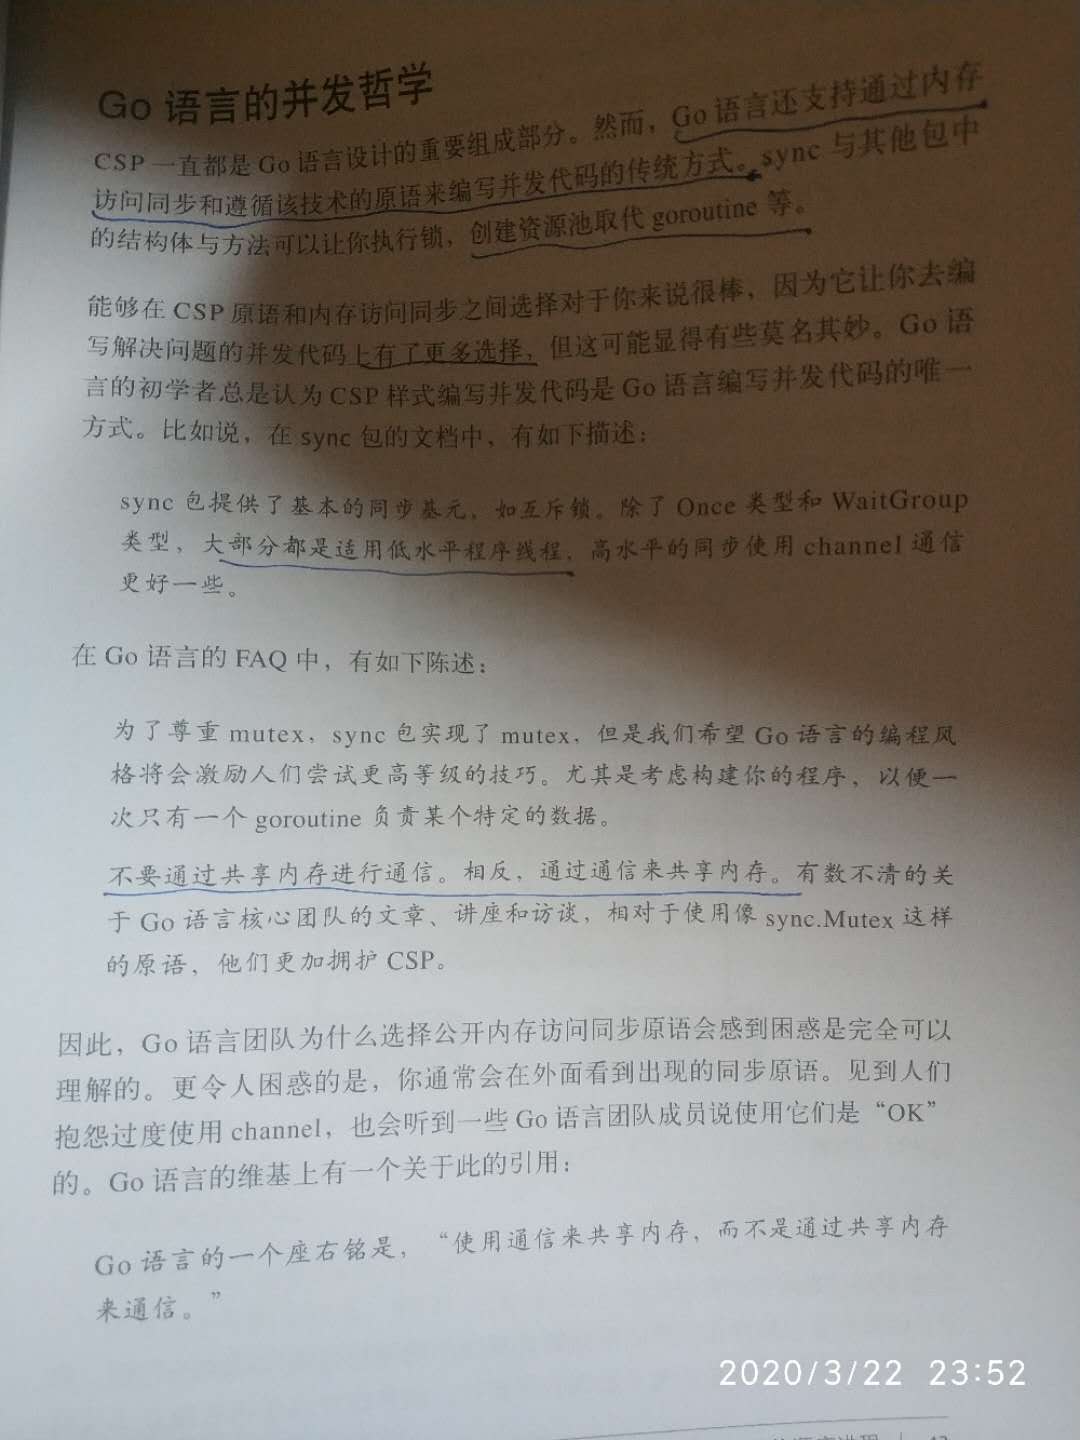 Go 语言的并发哲学
CSP 一直都是 Go 语言设计的重要组成部分。然而，Go 语言还支持通过内存
访问同步和遵循该技术的原语来编写并发代码的传统方式。sync 与其他包中
的结构体与方法可以让你执行锁，创建资源池取代 goroutine 等。
能够在 CSP 原语和内存访问同步之间选择对于你来说很棒，因为它让你去编
写解决问题的并发代码上有了更多选择，但这可能显得有些莫名其妙。Go 语
言的初学者总是认为 CSP 样式编写并发代码是 Go 语言编写并发代码的唯一
方式。比如说，在 sync 包的文档中，有如下描述：
sync 包提供了基本的同步基元，如互斥锁。除了 Once 类型和 WaitGroup
类型，大部分都是适用低水平程序线程，高水平的同步使用 channel 通信
更好一些。
在 Go 语言的 FAQ 中，有如下陈述：
为了尊重 mutex，sync 包实现了 mutex，但是我们希望 Go 语言的编程风
格将会激励人们尝试更高等级的技巧。尤其是考虑构建你的程序，以便一
次只有一个 goroutine 负责某个特定的数据。
不要通过共享内存进行通信。相反，通过通信来共享内存。有数不清的关
于 Go 语言核心团队的文章、讲座和访谈，相对于使用像 sync.Mutex 这样
的原语，他们更加拥护 CSP。
因此，Go 语言团队为什么选择公开内存访问同步原语会感到困惑是完全可以
理解的。更令人困惑的是，你通常会在外面看到出现的同步原语。见到人们
抱怨过度使用 channel，也会听到一些 Go 语言团队成员说使用它们是“OK”
的。Go 语言的维基上有一个关于此的引用：
Go 语言的一个座右铭是，“使用通信来共享内存，而不是通过共享内存
来通信。”
2020/3/22 23:52